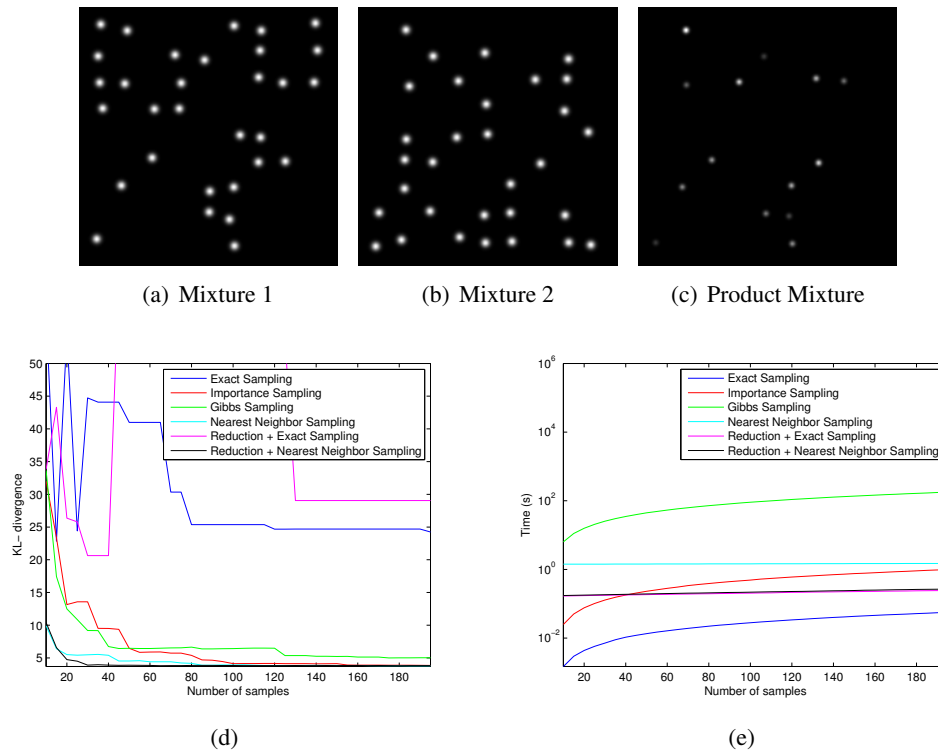 (a) Mixture 1
(b) Mixture 2
(c) Product Mixture
50
45
40
35
30
25
20
15
10
5
KL− divergence
20 40 60 80 100 120 140 160 180
Number of samples
Exact Sampling
Importance Sampling
Gibbs Sampling
Nearest Neighbor Sampling
Reduction + Exact Sampling
Reduction + Nearest Neighbor Sampling
(d)
10^6
10^4
10^2
10^0
10^−2
Time (s)
20 40 60 80 100 120 140 160 180
Number of samples
Exact Sampling
Importance Sampling
Gibbs Sampling
Nearest Neighbor Sampling
Reduction + Exact Sampling
Reduction + Nearest Neighbor Sampling
(e)